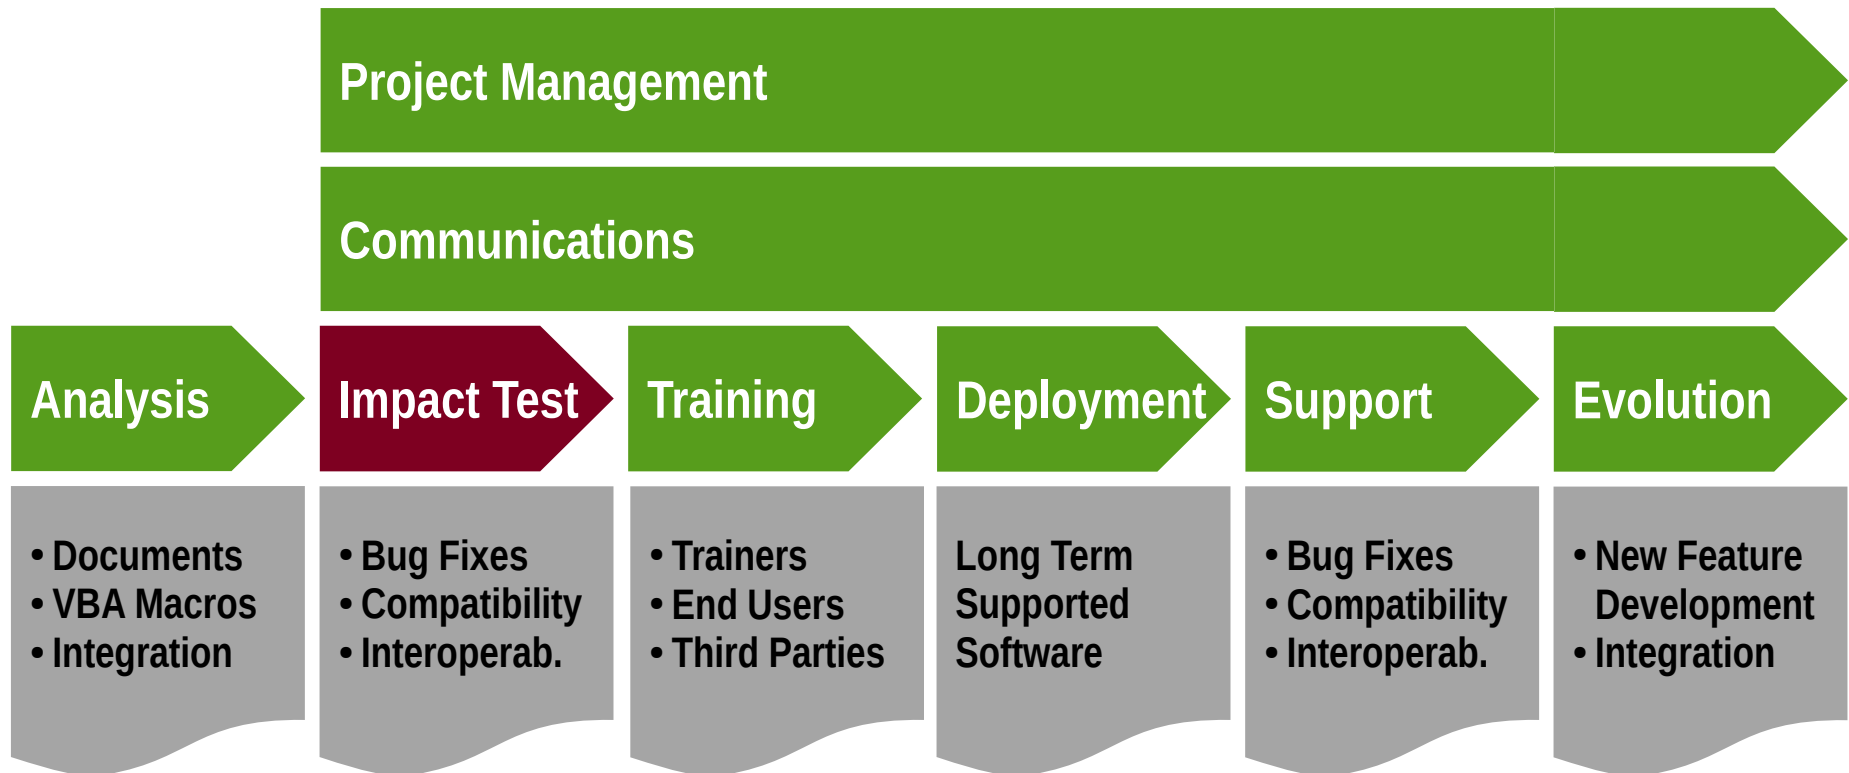 Project Management
Communications
Analysis
Impact Test
Training
Deployment
Support
Evolution
• Documents
• VBA Macros
• Integration
• Bug Fixes
• Compatibility
• Interoperab.
• Trainers
• End Users
• Third Parties
Long Term
Supported
Software
• Bug Fixes
• Compatibility
• Interoperab.
• New Feature
Development
• Integration